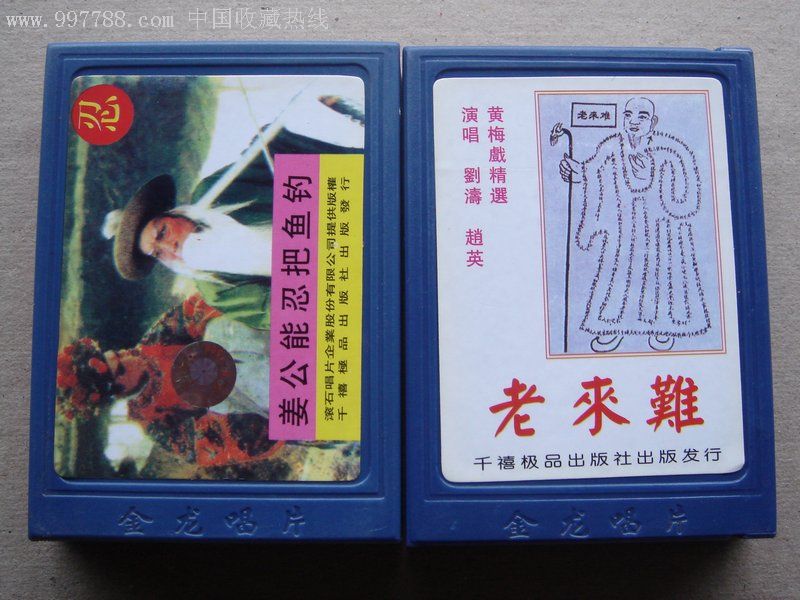 www.997788.com 中国收藏热线
忍
姜公能忍把鱼钓
滚石唱片企業股份有限公司提供版權
千禧極品出版社出版發行
金龙唱片
黄梅戲精選
演唱 劉濤 趙英
老来难
老來難
千禧极品出版社出版发行
金龙唱片